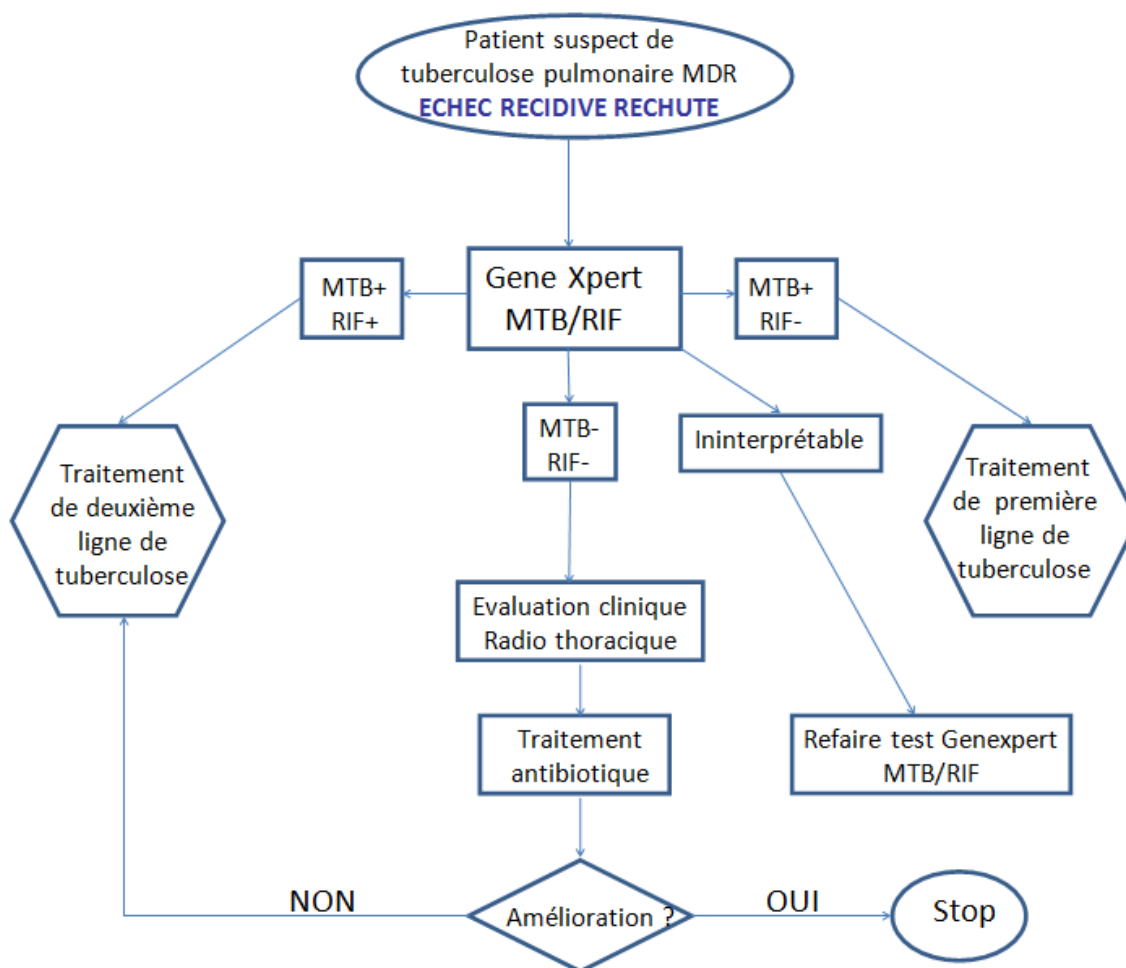 Patient suspect de
tuberculose pulmonaire MDR
ECHEC RECIDIVE RECHUTE
MTB+
RIF+
Gene Xpert
MTB/RIF
MTB+
RIF-
MTB-
RIF-
Ininterprétable
Traitement
de deuxième
ligne de
tuberculose
Traitement
de première
ligne de
tuberculose
Evaluation clinique
Radio thoracique
Traitement
antibiotique
Refaire test Genexpert
MTB/RIF
NON
Amélioration ?
OUI
Stop